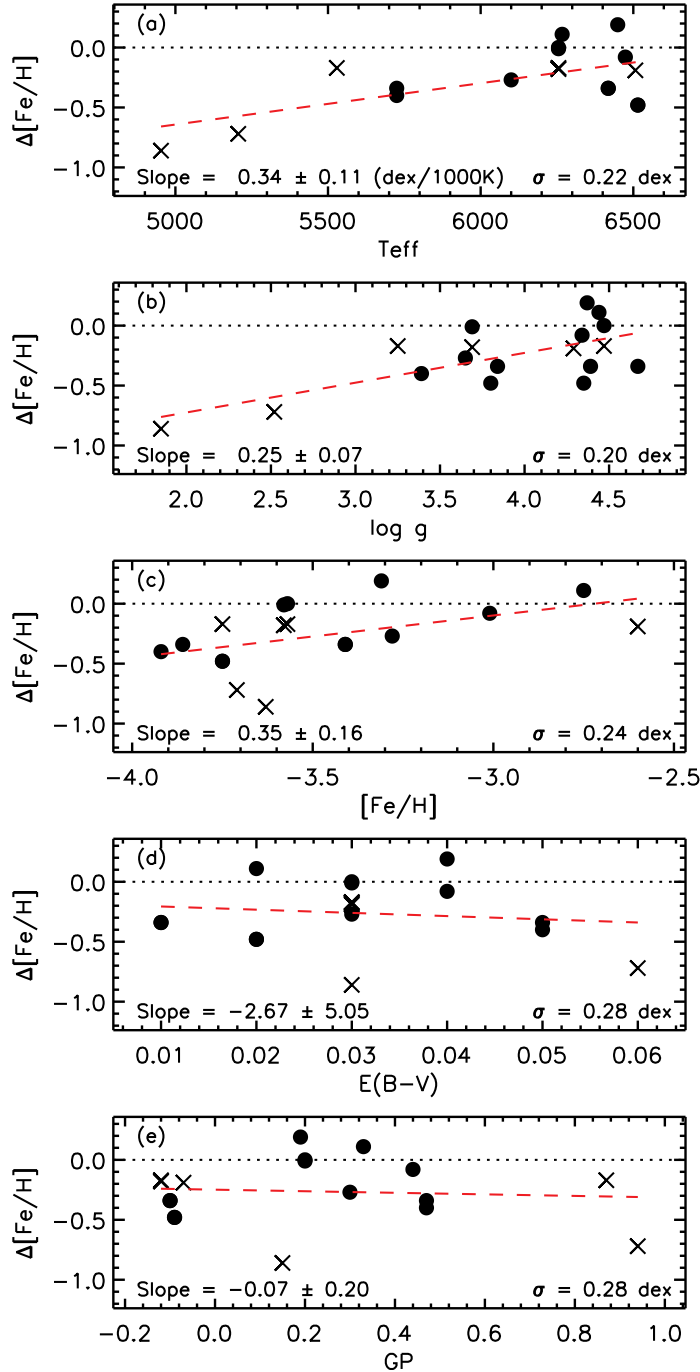 (a)
0.0
−0.5
−1.0
Δ[Fe/H]
Slope = 0.34 ± 0.11 (dex/1000K) σ = 0.22 dex
5000 5500 6000 6500
Teff
(b)
0.0
−0.5
−1.0
Δ[Fe/H]
Slope = 0.25 ± 0.07 σ = 0.20 dex
2.0 2.5 3.0 3.5 4.0 4.5
log g
(c)
0.0
−0.5
−1.0
Δ[Fe/H]
Slope = 0.35 ± 0.16 σ = 0.24 dex
−4.0 −3.5 −3.0 −2.5
[Fe/H]
(d)
0.0
−0.5
−1.0
Δ[Fe/H]
Slope = −2.67 ± 5.05 σ = 0.28 dex
0.01 0.02 0.03 0.04 0.05 0.06
E(B−V)
(e)
0.0
−0.5
−1.0
Δ[Fe/H]
Slope = −0.07 ± 0.20 σ = 0.28 dex
−0.2 0.0 0.2 0.4 0.6 0.8 1.0
GP